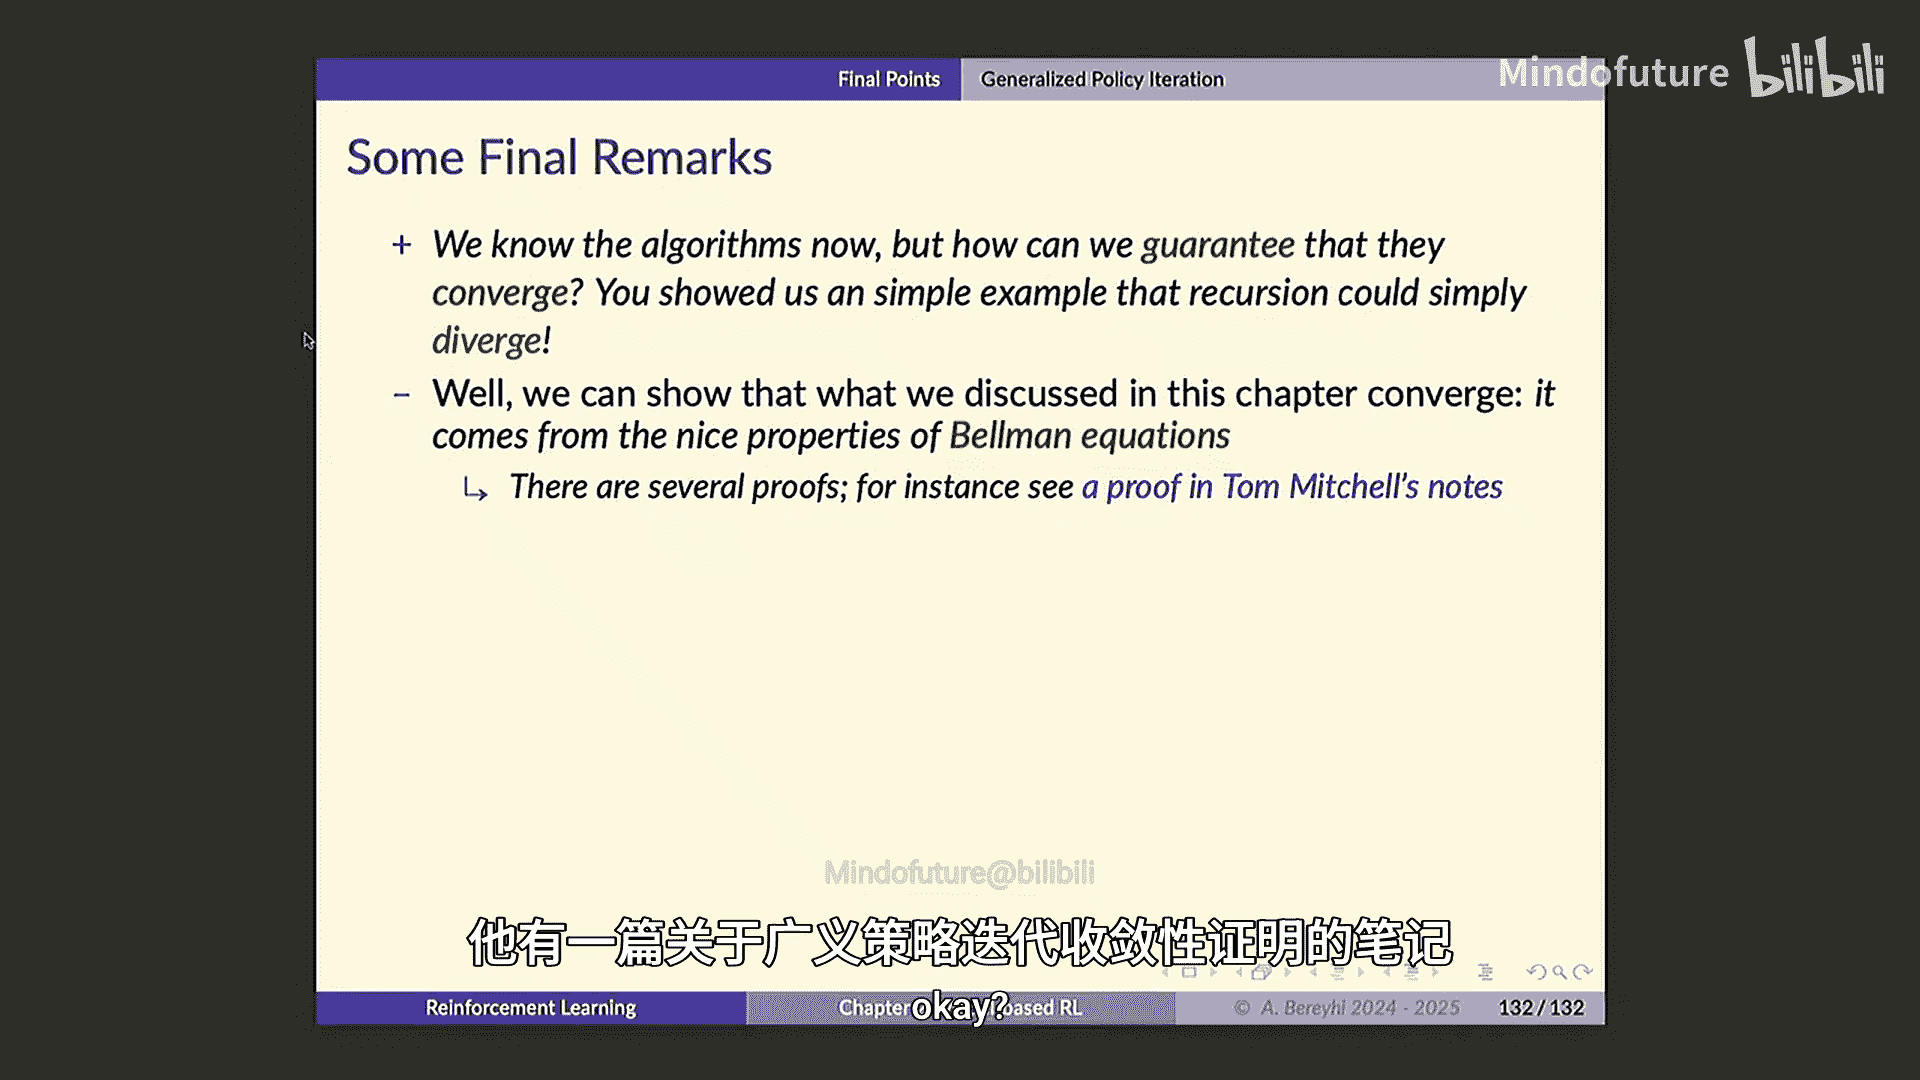 Final Points
Generalized Policy Iteration
Mindofuture
bilibili
Some Final Remarks
+ We know the algorithms now, but how can we guarantee that they
converge? You showed us an simple example that recursion could simply
diverge!
– Well, we can show that what we discussed in this chapter converge: it
comes from the nice properties of Bellman equations
↳ There are several proofs; for instance see a proof in Tom Mitchell's notes
Mindofuture@bilibili
他有一篇关于广义策略迭代收敛性证明的笔记
okay?
Reinforcement Learning
Chapter based RL
© A. Bereyhi 2024 - 2025
132 / 132